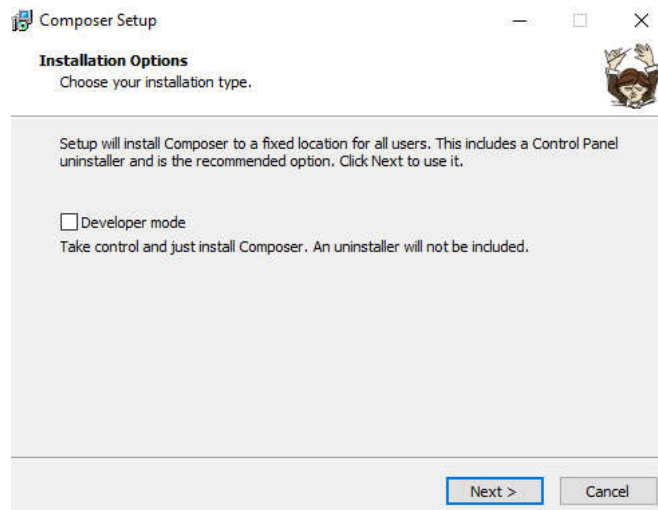 Composer Setup
Installation Options
Choose your installation type.
Setup will install Composer to a fixed location for all users. This includes a Control Panel
uninstaller and is the recommended option. Click Next to use it.
Developer mode
Take control and just install Composer. An uninstaller will not be included.
Next >
Cancel